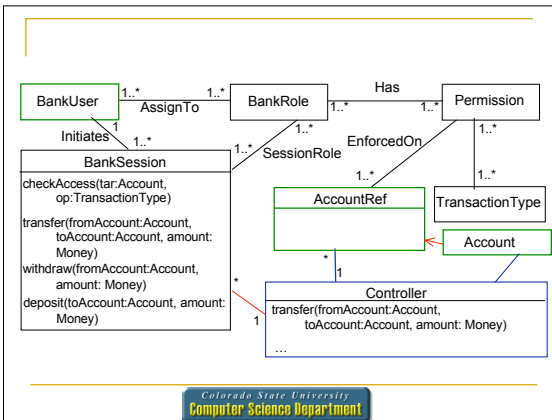 Has
1..*
1..*
1..*
1..*
BankUser
BankRole
Permission
AssignTo
1
Initiates
1..*
1..*
SessionRole
1..*
EnforcedOn
1..*
1..*
BankSession
checkAccess(tar:Account,
op:TransactionType)
transfer(fromAccount:Account,
toAccount:Account, amount:
Money)
withdraw(fromAccount:Account,
amount: Money)
deposit(toAccount:Account, amount:
Money)
AccountRef
TransactionType
Account
*
1
*
1
Controller
transfer(fromAccount:Account,
toAccount:Account, amount: Money)
…
Colorado State University
Computer Science Department